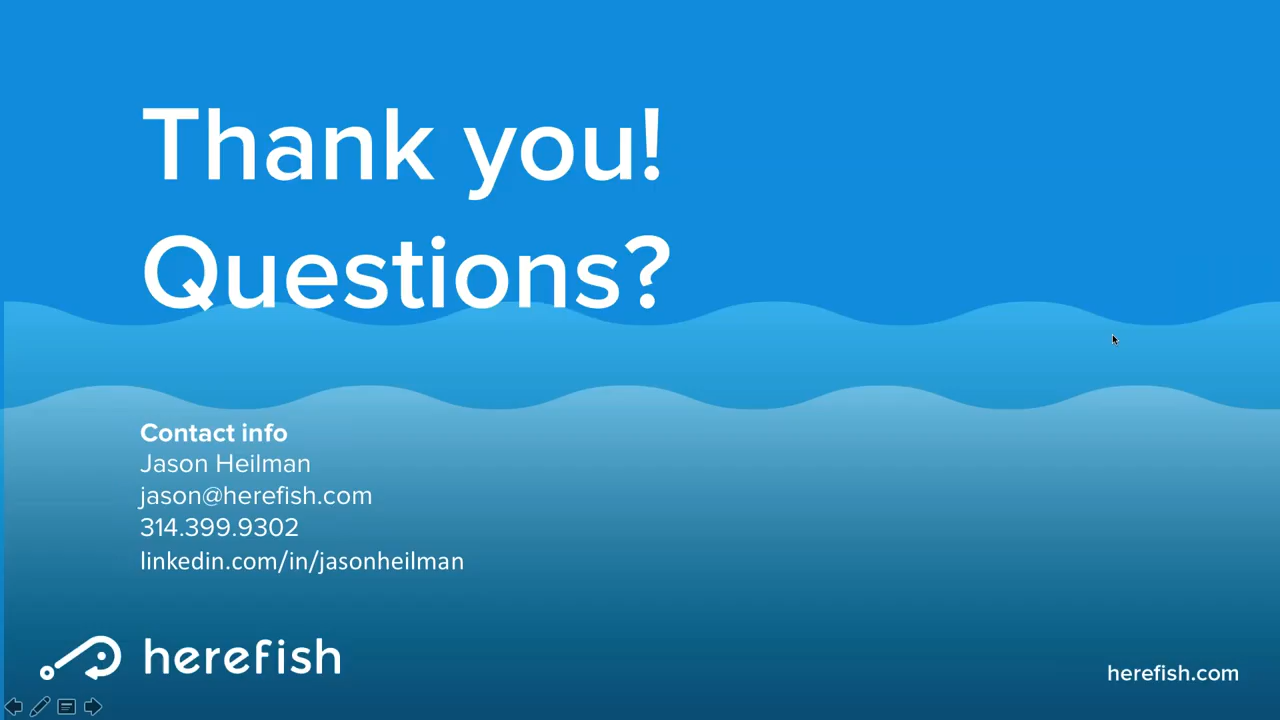 Thank you!
Questions?
Contact info
Jason Heilman
jason@herefish.com
314.399.9302
linkedin.com/in/jasonheilman
herefish
herefish.com